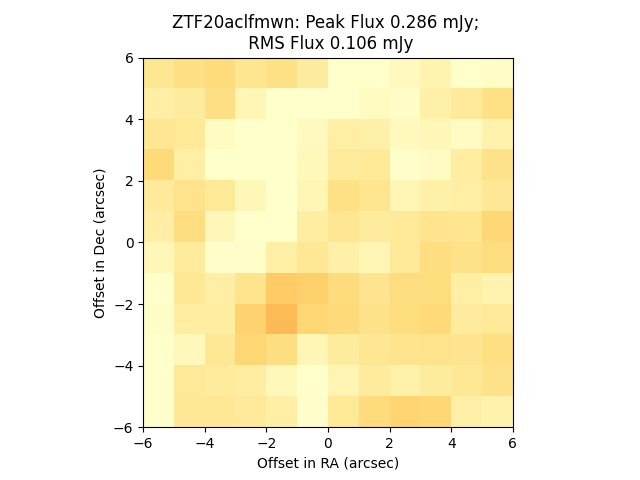 ZTF20aclfmwn: Peak Flux 0.286 mJy;
RMS Flux 0.106 mJy
6
4
2
0
−2
−4
−6
Offset in Dec (arcsec)
−6 −4 −2 0 2 4 6
Offset in RA (arcsec)